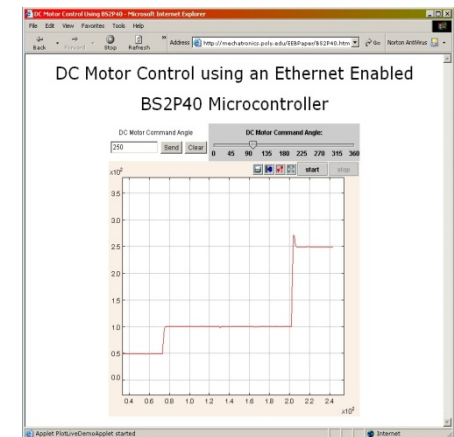 DC Motor Control Using BS2P40 - Microsoft Internet Explorer
File Edit View Favorites Tools Help
Back Forward Stop Refresh » Address http://mechatronics.poly.edu/EEBPaper/BS2P40.htm Go Norton AntiVirus
DC Motor Control using an Ethernet Enabled
BS2P40 Microcontroller
DC Motor Command Angle
DC Motor Command Angle:
250 Send Clear
0 45 90 135 180 225 270 315 360
start stop
x10²
3.5
3.0
2.5
2.0
1.5
1.0
0.5
0.0
0.4 0.6 0.8 1.0 1.2 1.4 1.6 1.8 2.0 2.2 2.4
x10²
Applet PlotLiveDemoApplet started Internet